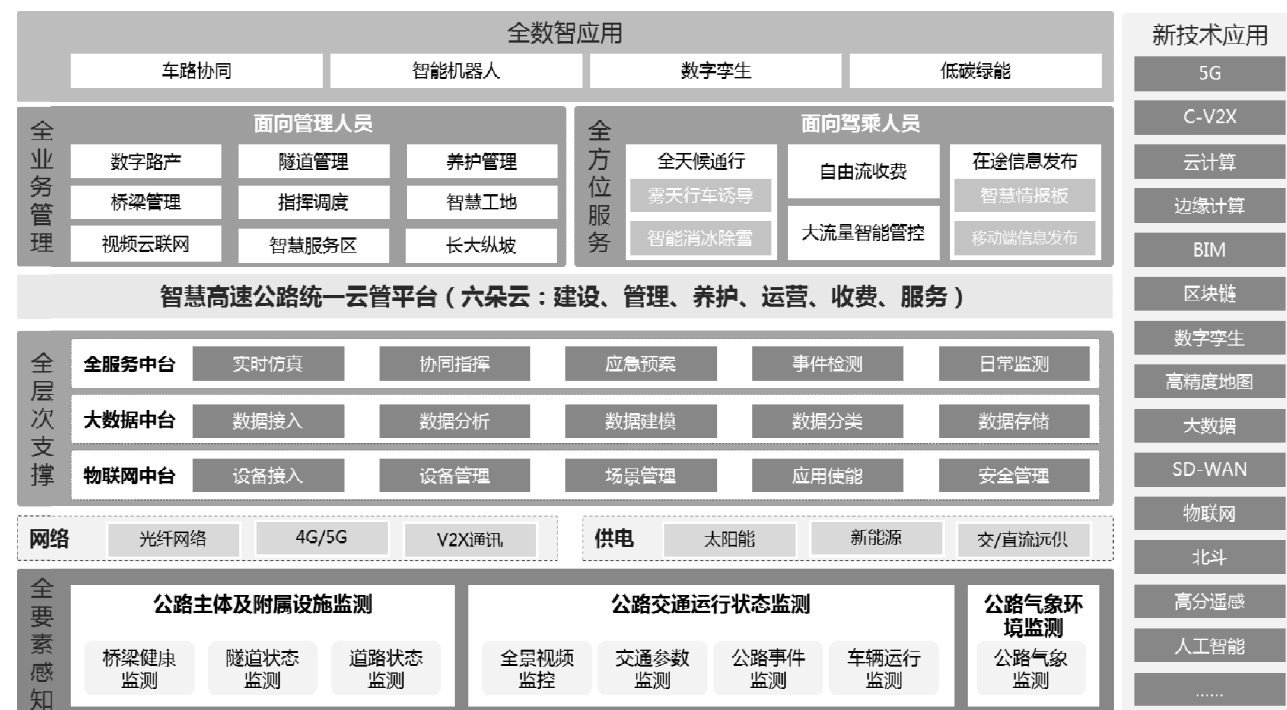 全数智应用
车路协同
智能机器人
数字孪生
低碳绿能
全业务管理
面向管理人员
数字路产
隧道管理
养护管理
桥梁管理
指挥调度
智慧工地
视频云联网
智慧服务区
长大纵坡
全方位服务
面向驾乘人员
全天候通行
雾天行车诱导
智能消冰除雪
自由流收费
大流量智能管控
在途信息发布
智慧情报板
移动端信息发布
智慧高速公路统一云管平台（六朵云：建设、管理、养护、运营、收费、服务）
全层次支撑
全服务中台
实时仿真
协同指挥
应急预案
事件检测
日常监测
大数据中台
数据接入
数据分析
数据建模
数据分类
数据存储
物联网中台
设备接入
设备管理
场景管理
应用使能
安全管理
网络
光纤网络
4G/5G
V2X通讯
供电
太阳能
新能源
交/直流远供
全要素感知
公路主体及附属设施监测
桥梁健康
监测
隧道状态
监测
道路状态
监测
公路交通运行状态监测
全景视频
监控
交通参数
监测
公路事件
监测
车辆运行
监测
公路气象环
境监测
公路气象
监测
新技术应用
5G
C-V2X
云计算
边缘计算
BIM
区块链
数字孪生
高精度地图
大数据
SD-WAN
物联网
北斗
高分遥感
人工智能
……